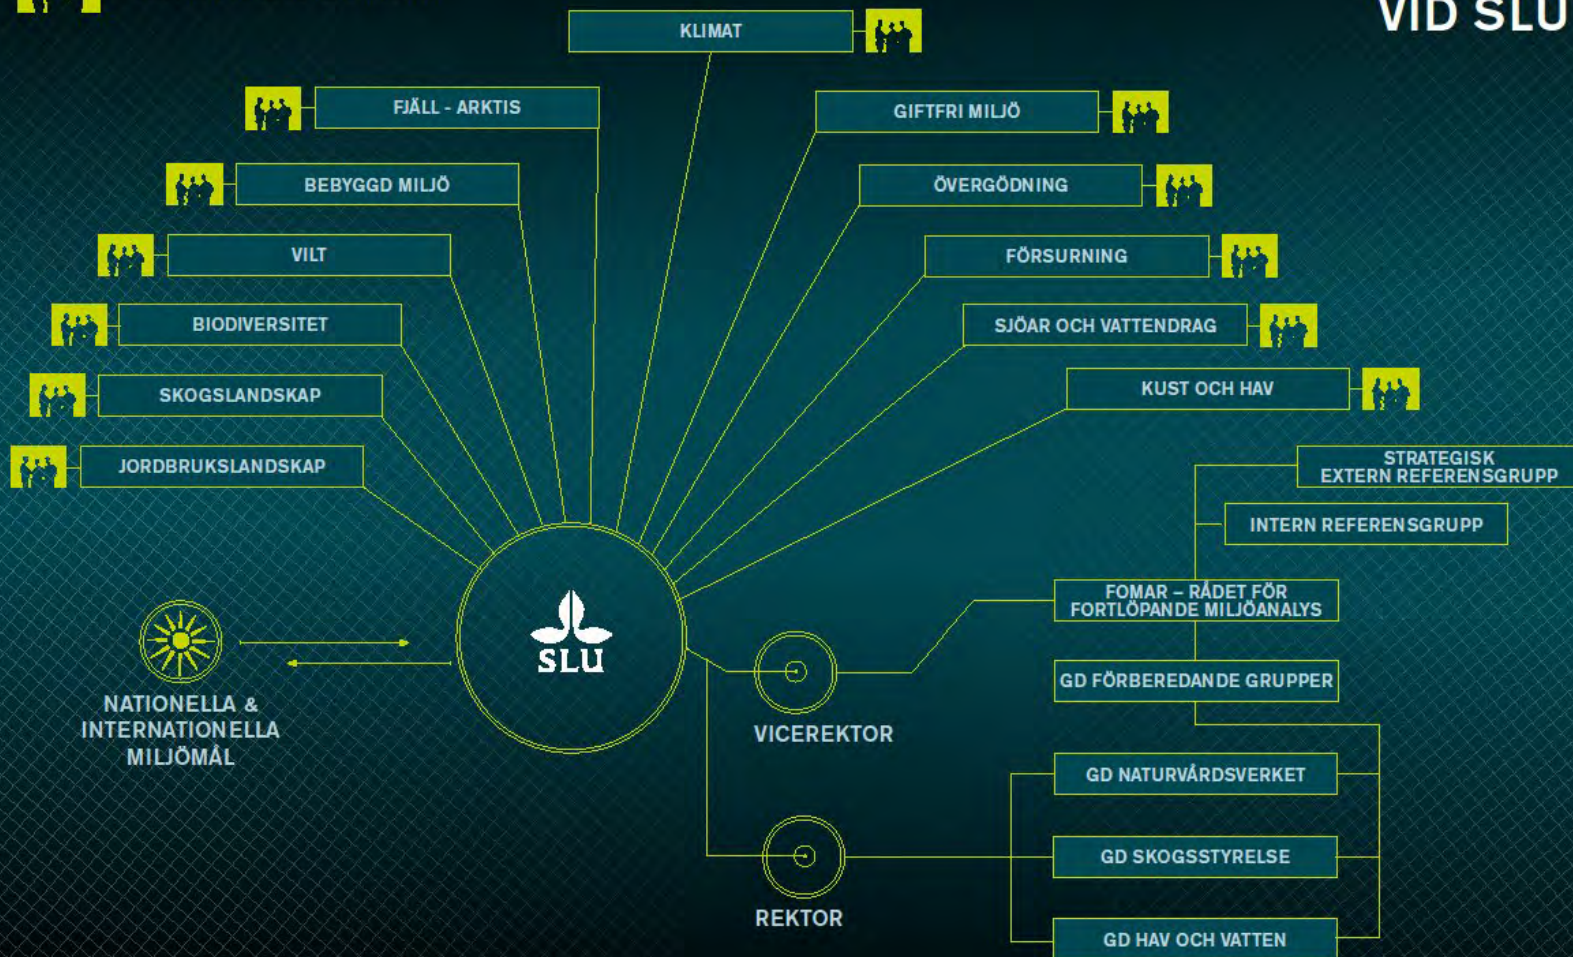 VID SLU
KLIMAT
FJÄLL - ARKTIS
GIFTFRI MILJÖ
BEBYGGD MILJÖ
ÖVERGÖDNING
VILT
FÖRSURNING
BIODIVERSITET
SJÖAR OCH VATTENDRAG
SKOGSLANDSKAP
KUST OCH HAV
JORDBRUKSLANDSKAP
STRATEGISK
EXTERN REFERENSGRUPP
INTERN REFERENSGRUPP
FOMAR – RÅDET FÖR
FORTLÖPANDE MILJÖANALYS
SLU
GD FÖRBEREDANDE GRUPPER
NATIONELLA &
INTERNATIONELLA
MILJÖMÅL
VICEREKTOR
GD NATURVÅRDSVERKET
GD SKOGSSTYRELSE
REKTOR
GD HAV OCH VATTEN